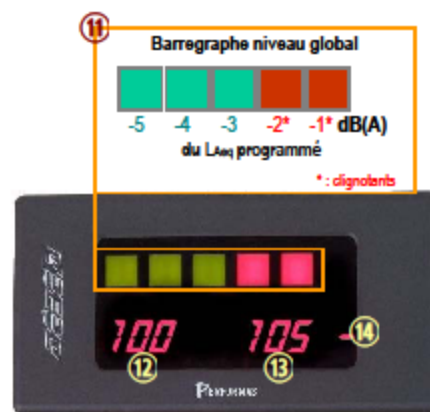 11
Barregraphe niveau global
-5 -4 -3 -2* -1* dB(A)
du LAeq programmé
* : clignotants
100 105 14
12 13